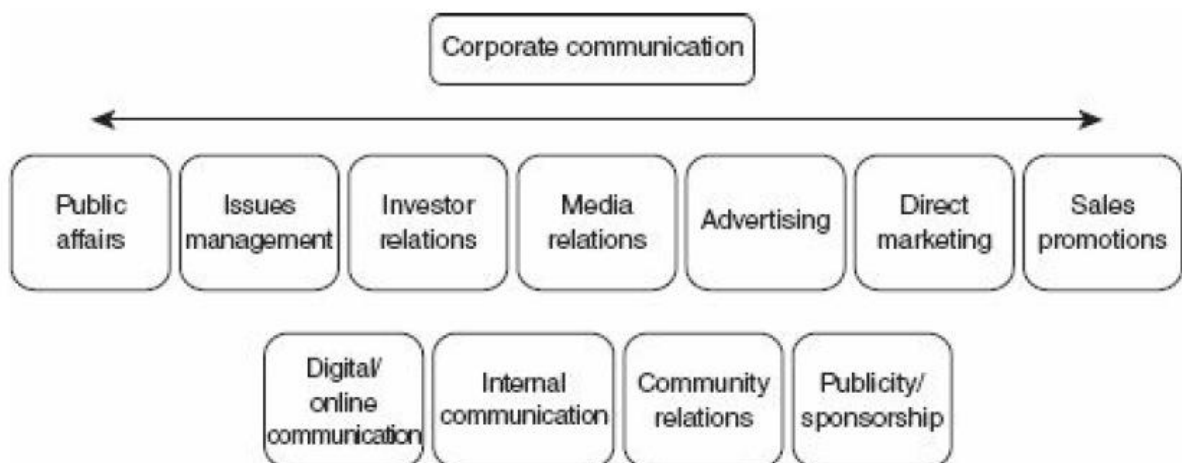 Corporate communication
Public
affairs
Issues
management
Investor
relations
Media
relations
Advertising
Direct
marketing
Sales
promotions
Digital/
online
communication
Internal
communication
Community
relations
Publicity/
sponsorship